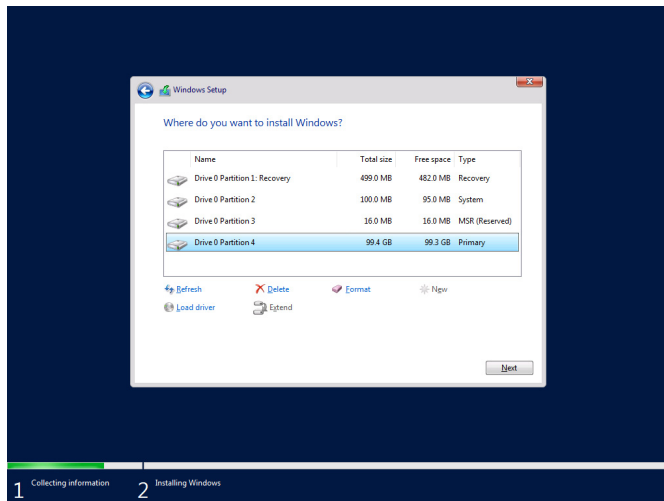 Windows Setup
Where do you want to install Windows?
Name Total size Free space Type
Drive 0 Partition 1: Recovery 499.0 MB 482.0 MB Recovery
Drive 0 Partition 2 100.0 MB 95.0 MB System
Drive 0 Partition 3 16.0 MB 16.0 MB MSR (Reserved)
Drive 0 Partition 4 99.4 GB 99.3 GB Primary
Refresh Delete Format New
Load driver Extend
Next
1 Collecting information 2 Installing Windows